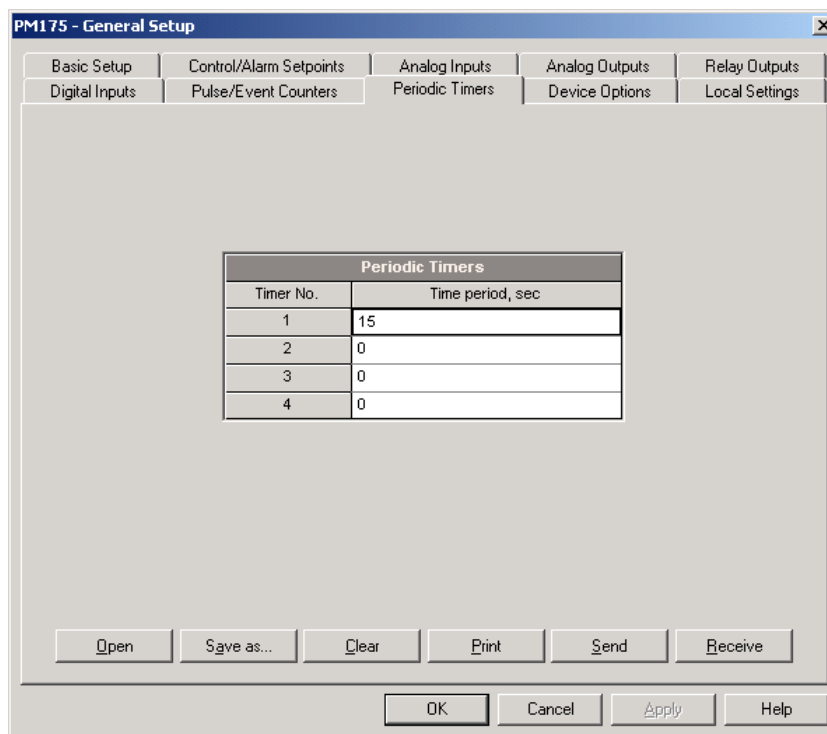 PM175 - General Setup
Basic Setup Control/Alarm Setpoints Analog Inputs Analog Outputs Relay Outputs
Digital Inputs Pulse/Event Counters Periodic Timers Device Options Local Settings
Periodic Timers
Timer No. Time period, sec
1 15
2 0
3 0
4 0
Open Save as... Clear Print Send Receive
OK Cancel Apply Help